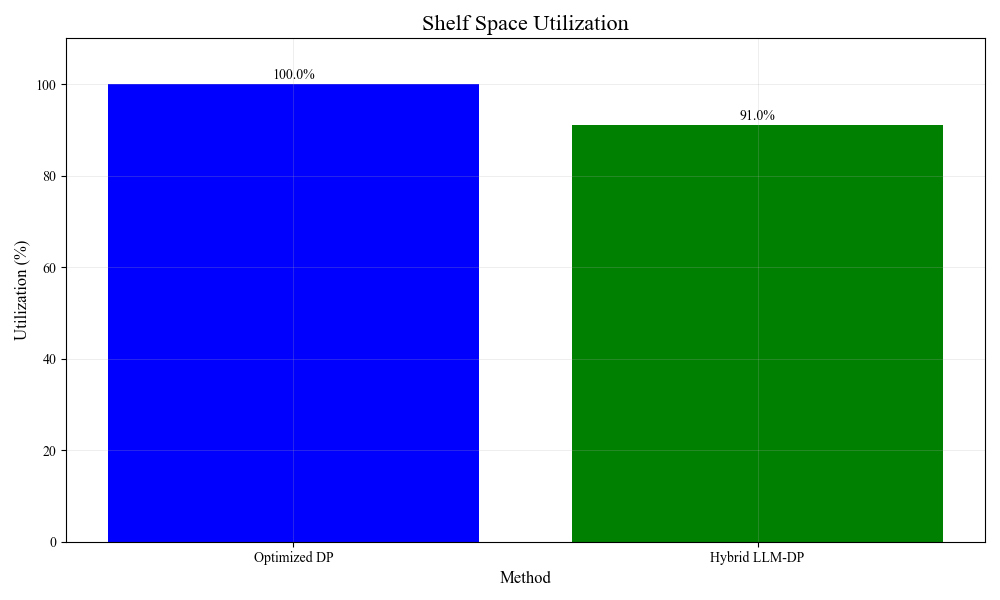 Shelf Space Utilization
100.0%
91.0%
100
80
60
40
20
0
Utilization (%)
Optimized DP
Hybrid LLM-DP
Method